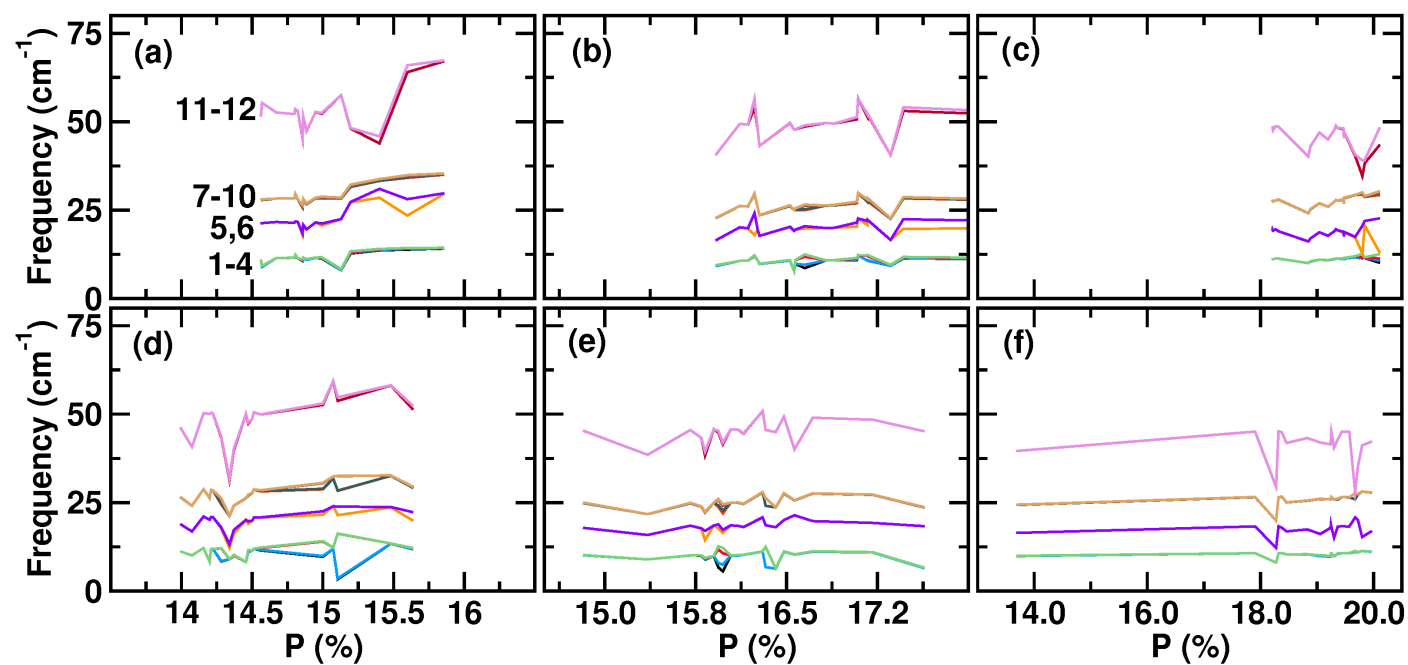 75
50
25
0
Frequency (cm⁻¹)
(a)
11-12
7-10
5,6
1-4
(b)
(c)
75
50
25
0
Frequency (cm⁻¹)
(d)
(e)
(f)
14 14.5 15 15.5 16
15.0 15.8 16.5 17.2
14.0 16.0 18.0 20.0
P (%)
P (%)
P (%)